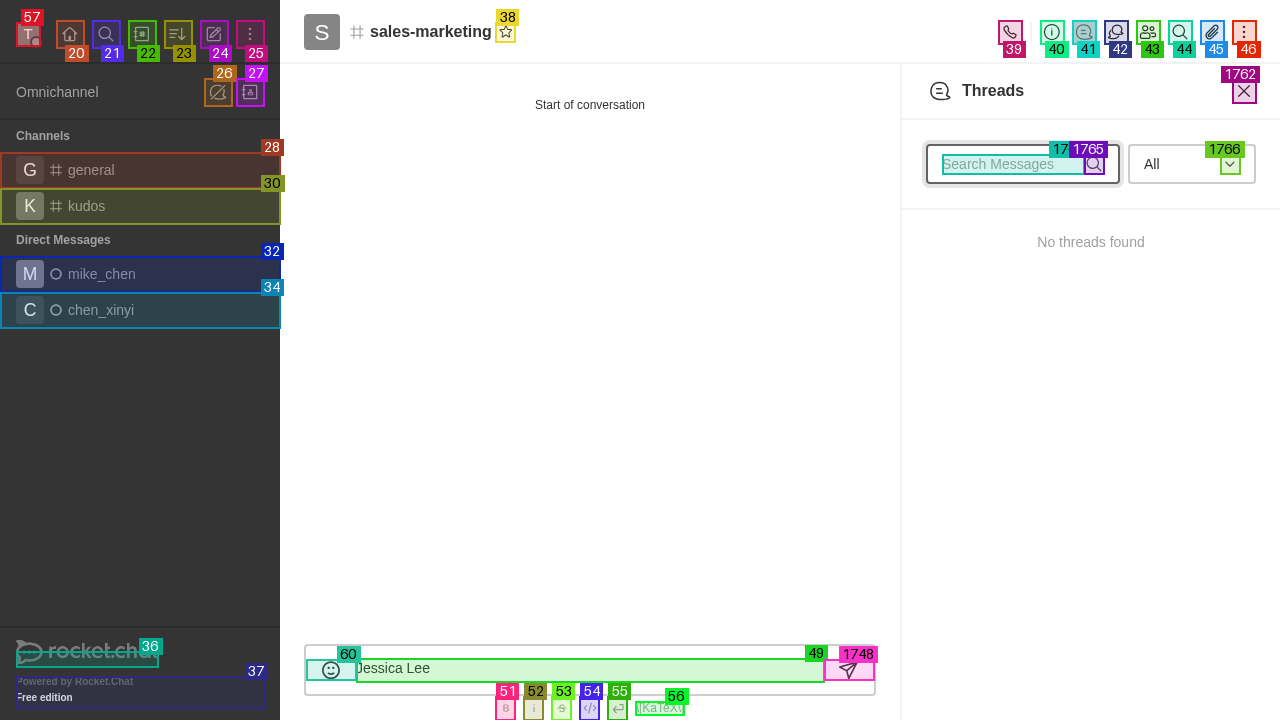 57
T
20
21
22
23
24
25
Omnichannel
26
27
Channels
28
G general
30
K kudos
Direct Messages
32
M mike_chen
34
C chen_xinyi
rocket.cha
36
37
Powered by Rocket.Chat
Free edition
S sales-marketing
38
39
40
41
42
43
44
45
46
Start of conversation
60
Jessica Lee
49
1748
B
51
i
52
S
53
54
55
KaTeX
56
Threads
1762
Search Messages
17
1765
All
1766
No threads found